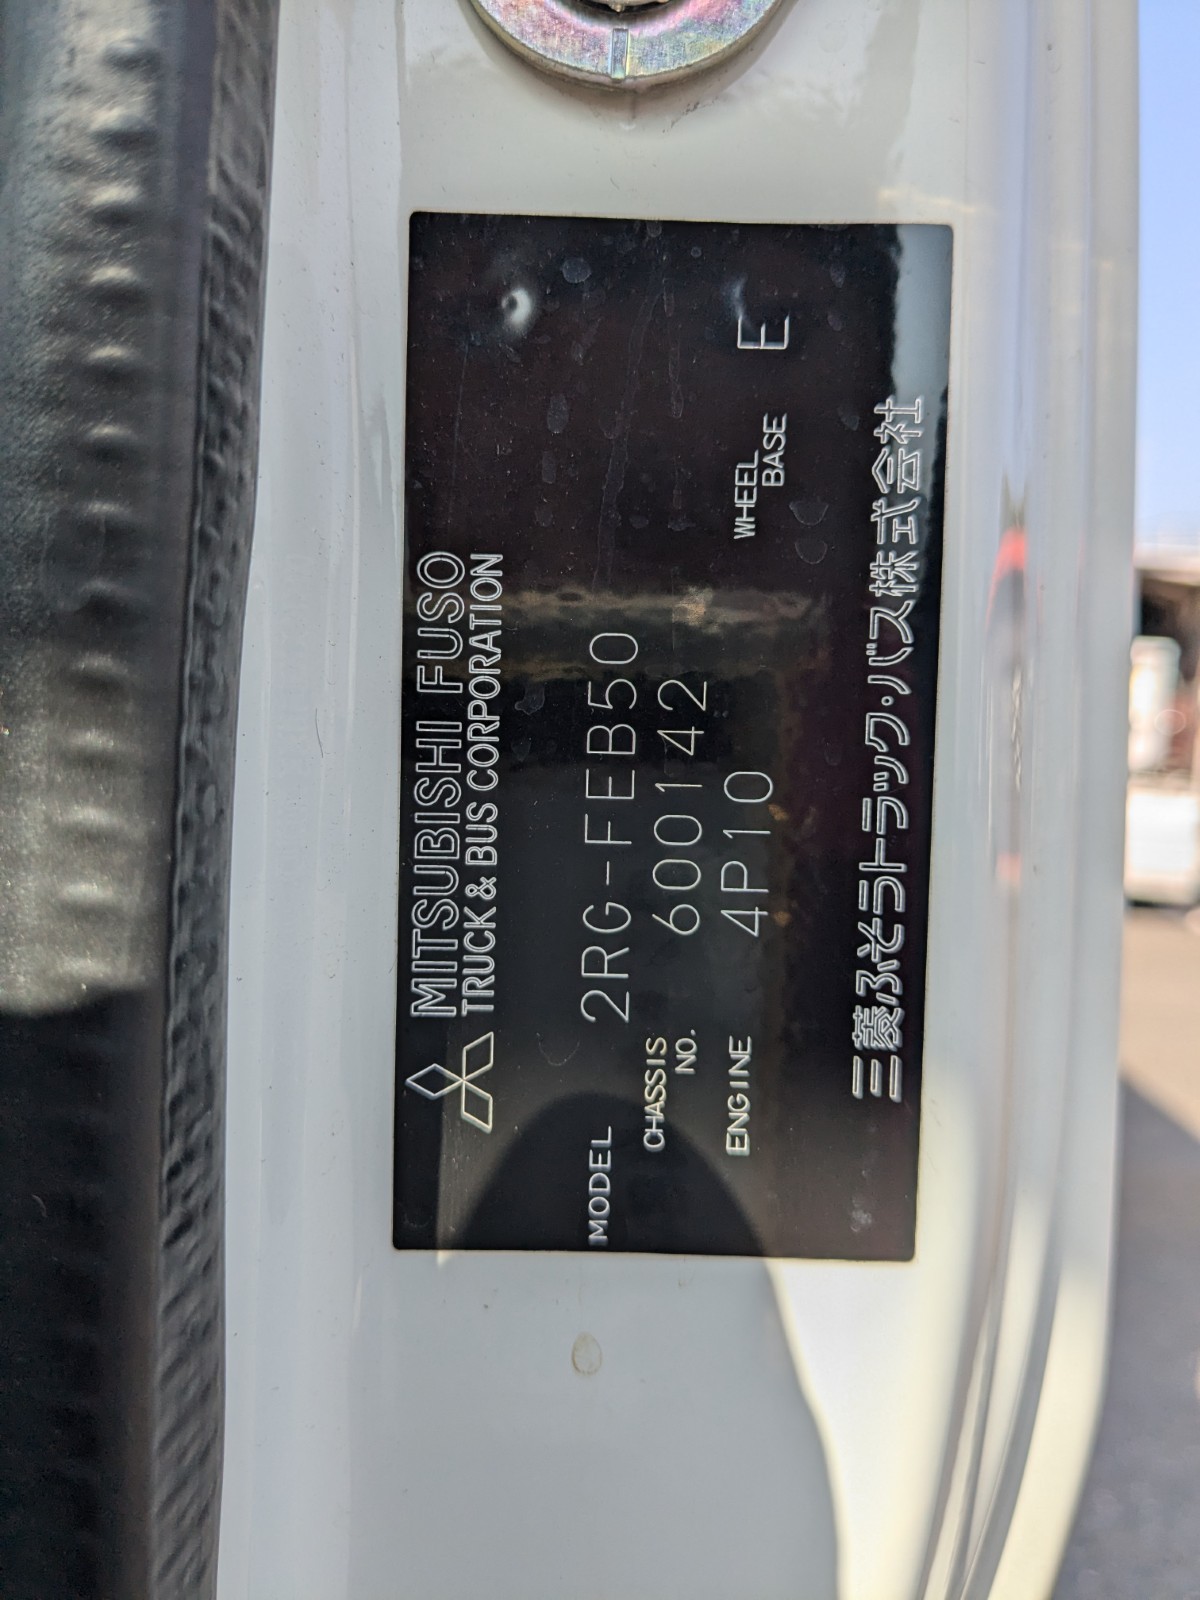 MITSUBISHI FUSO
TRUCK & BUS CORPORATION
MODEL 2RG-FEB50
CHASSIS NO. 600142
ENGINE 4P10 WHEEL BASE E
三菱ふそうトラック・バス株式会社